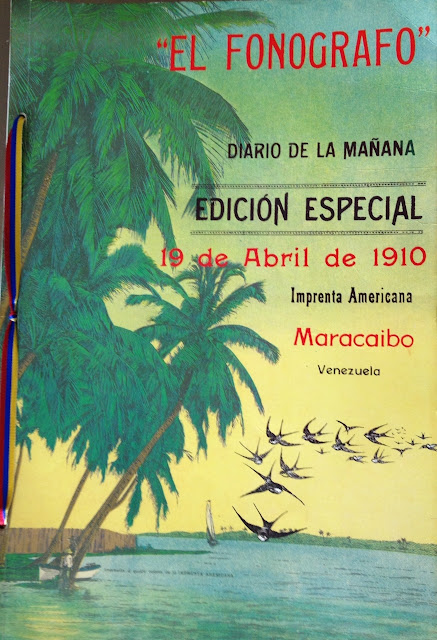 "EL FONOGRAFO"
DIARIO DE LA MAÑANA
EDICIÓN ESPECIAL
19 de Abril de 1910
Imprenta Americana
Maracaibo
Venezuela